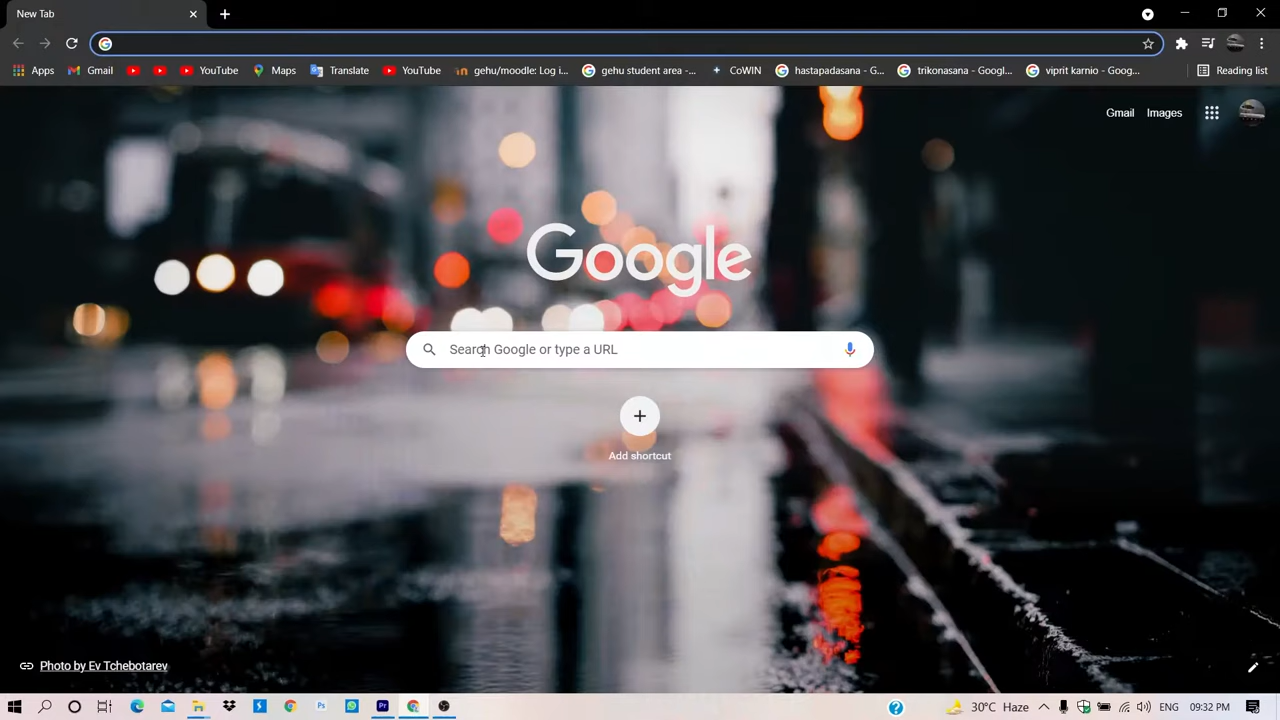 New Tab
Apps
Gmail
YouTube
Maps
Translate
YouTube
gehu/moodle: Log i...
gehu student area -...
CoWIN
hastapadasana - G...
trikonasana - Googl...
viprit karnio - Goog...
Reading list
Gmail
Images
Google
Search Google or type a URL
Add shortcut
Photo by Ev Tchebotarev
Ps
Pr
30°C Haze
ENG
09:32 PM